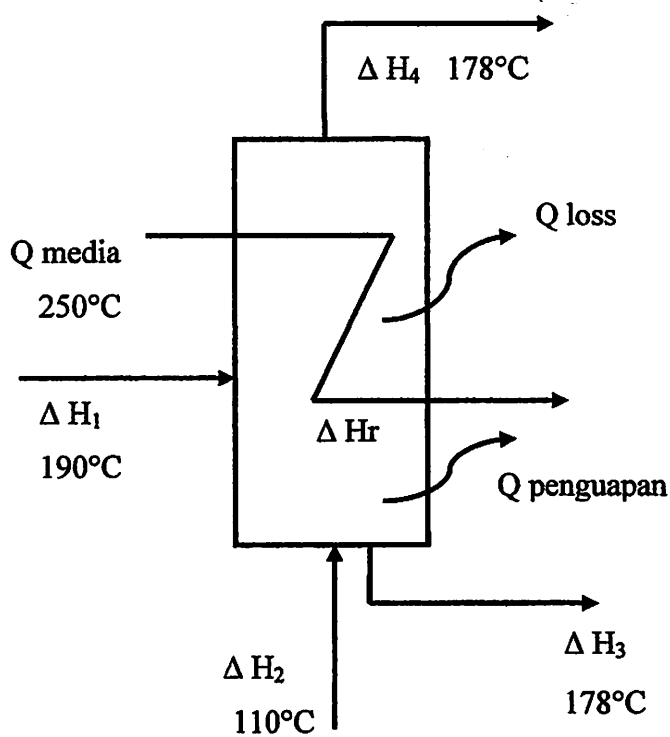 Δ H₄ 178°C
Q loss
Q media
250°C
Δ H₁
190°C
Δ Hr
Q penguapan
Δ H₂
110°C
Δ H₃
178°C